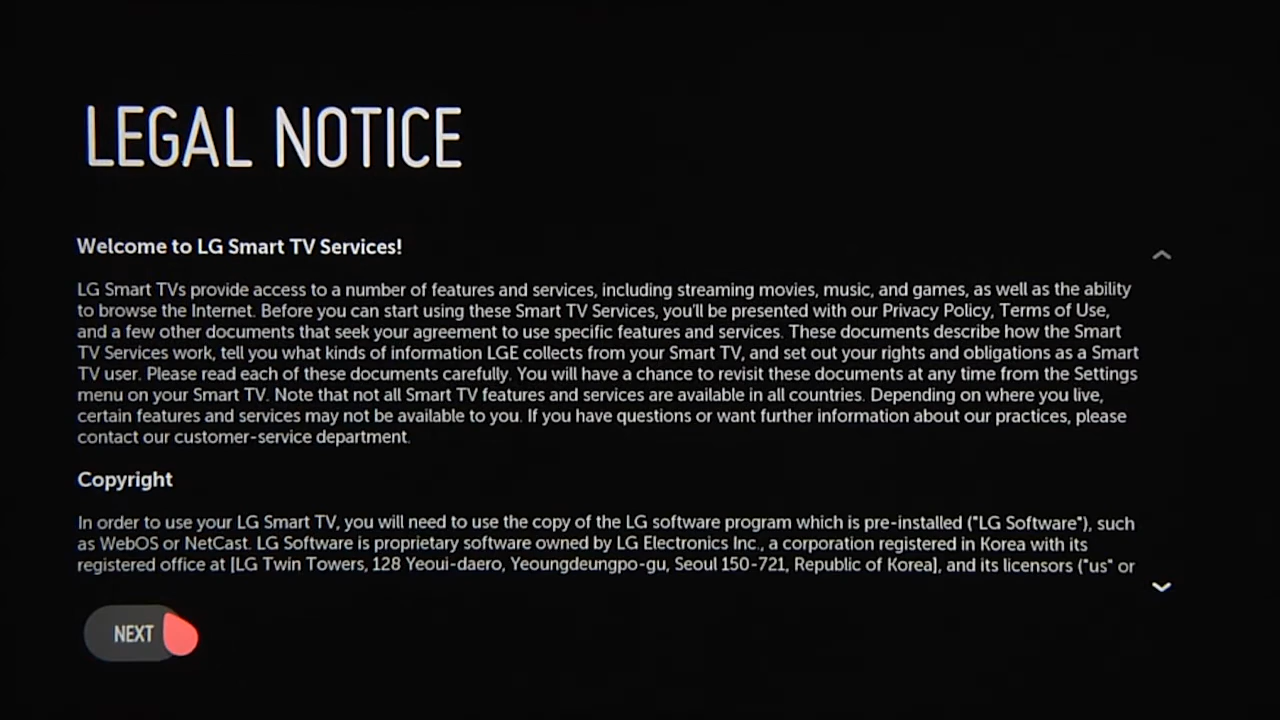 LEGAL NOTICE
Welcome to LG Smart TV Services!
LG Smart TVs provide access to a number of features and services, including streaming movies, music, and games, as well as the ability
to browse the Internet. Before you can start using these Smart TV Services, you'll be presented with our Privacy Policy, Terms of Use,
and a few other documents that seek your agreement to use specific features and services. These documents describe how the Smart
TV Services work, tell you what kinds of information LGE collects from your Smart TV, and set out your rights and obligations as a Smart
TV user. Please read each of these documents carefully. You will have a chance to revisit these documents at any time from the Settings
menu on your Smart TV. Note that not all Smart TV features and services are available in all countries. Depending on where you live,
certain features and services may not be available to you. If you have questions or want further information about our practices, please
contact our customer-service department.
Copyright
In order to use your LG Smart TV, you will need to use the copy of the LG software program which is pre-installed ("LG Software"), such
as WebOS or NetCast. LG Software is proprietary software owned by LG Electronics Inc., a corporation registered in Korea with its
registered office at [LG Twin Towers, 128 Yeoui-daero, Yeoungdeungpo-gu, Seoul 150-721, Republic of Korea], and its licensors ("us" or
NEXT